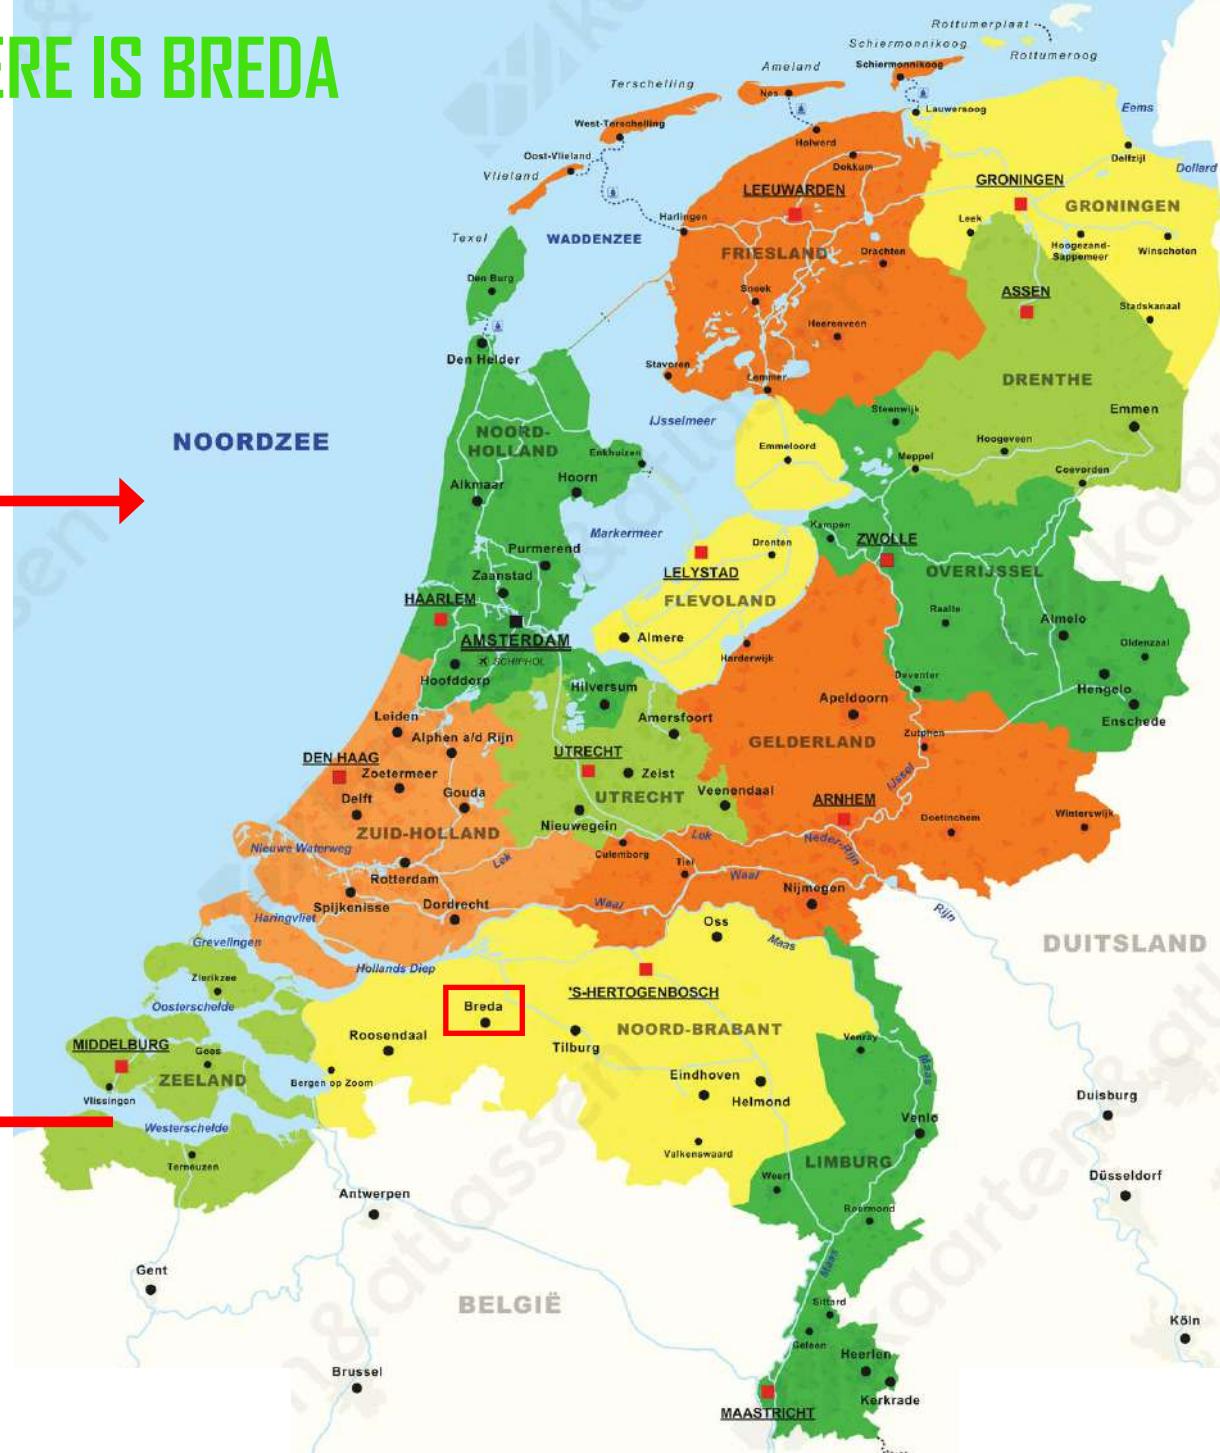 ERE IS BREDA
Rottumerplaat
Schiermonnikoog
Rottumeroog
Ameland
Schiermonnikoog
Terschelling
Nes
Lauwersoog
Eems
West-Terschelling
Holwerd
Delfzijl
Oost-Vlieland
Dokkum
Dollard
Vlieland
LEEUWARDEN
GRONINGEN
GRONINGEN
Harlingen
Leek
Texel
WADDENZEE
FRIESLAND
Drachten
Hoogezand-
Sappemeer
Winschoten
Den Burg
Sneek
ASSEN
Stadskanaal
Heerenveen
Den Helder
Stavoren
Lemmer
DRENTHE
Steenwijk
Emmen
IJsselmeer
NOORDZEE
NOORD-
HOLLAND
Enkhuizen
Emmeloord
Hoogeveen
Meppel
Coevorden
Alkmaar
Hoorn
Markermeer
Kampen
ZWOLLE
Dronten
Purmerend
LELYSTAD
OVERIJSSEL
Zaanstad
HAARLEM
FLEVOLAND
Raalte
Almelo
AMSTERDAM
Almere
Oldenzaal
SCHIPHOL
Harderwijk
Hoofddorp
Hilversum
Deventer
Hengelo
Apeldoorn
Enschede
Leiden
Amersfoort
Alphen a/d Rijn
GELDERLAND
Zutphen
DEN HAAG
UTRECHT
Zoetermeer
Zeist
IJssel
Delft
Gouda
UTRECHT
Veenendaal
ARNHEM
Doetinchem
Winterswijk
ZUID-HOLLAND
Nieuwegein
Lek
Neder-Rijn
Nieuwe Waterweg
Lek
Culemborg
Tiel
Rotterdam
Waal
Nijmegen
Spijkenisse
Dordrecht
Waal
Rijn
Haringvliet
Oss
Grevelingen
Maas
DUITSLAND
Hollands Diep
Zierikzee
'S-HERTOGENBOSCH
Oosterschelde
Breda
NOORD-BRABANT
Roosendaal
Tilburg
Venray
MIDDELBURG
Goes
Maas
ZEELAND
Bergen op Zoom
Eindhoven
Vlissingen
Helmond
Duisburg
Westerschelde
Venlo
Valkenswaard
Terneuzen
LIMBURG
Weert
Düsseldorf
Antwerpen
Roermond
Maas
Gent
BELGIË
Sittard
Köln
Geleen
Heerlen
Brussel
Kerkrade
MAASTRICHT